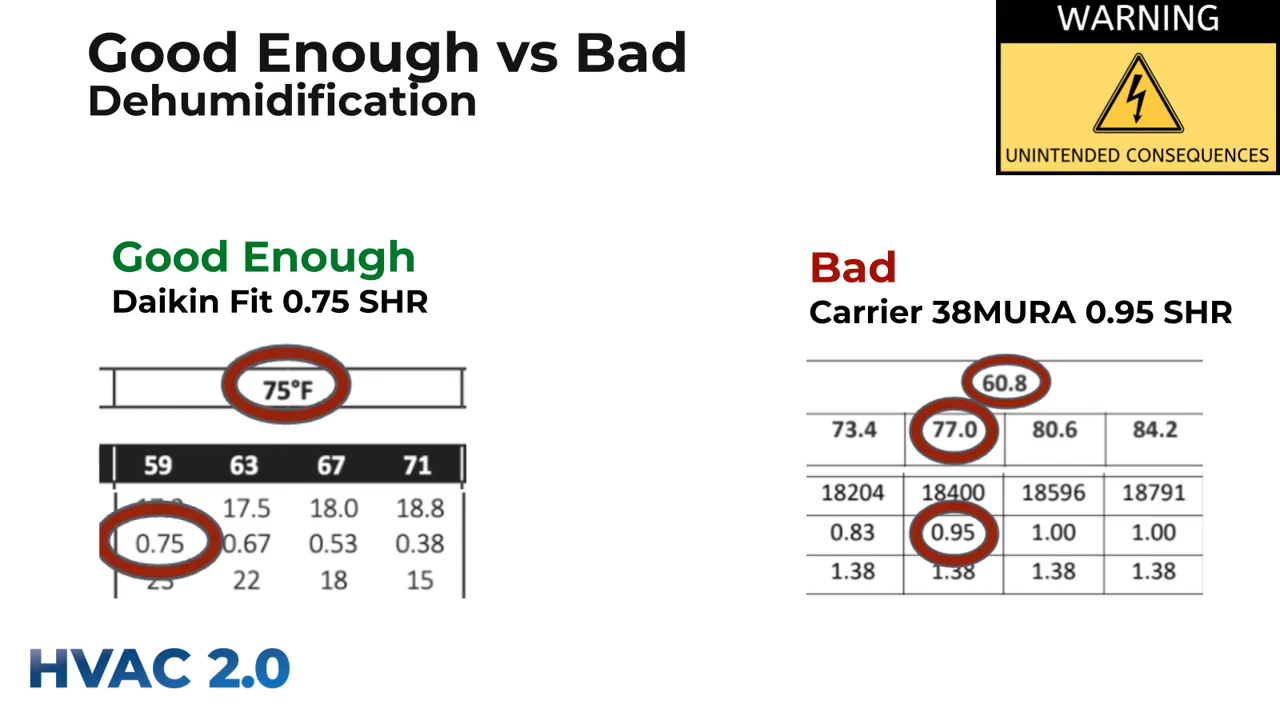 Good Enough vs Bad
Dehumidification
WARNING
UNINTENDED CONSEQUENCES
Good Enough
Daikin Fit 0.75 SHR
75°F
59 63 67 71
17.5 18.0 18.8
0.75 0.67 0.53 0.38
22 18 15
Bad
Carrier 38MURA 0.95 SHR
60.8
73.4 77.0 80.6 84.2
18204 18400 18596 18791
0.83 0.95 1.00 1.00
1.38 1.38 1.38 1.38
HVAC 2.0